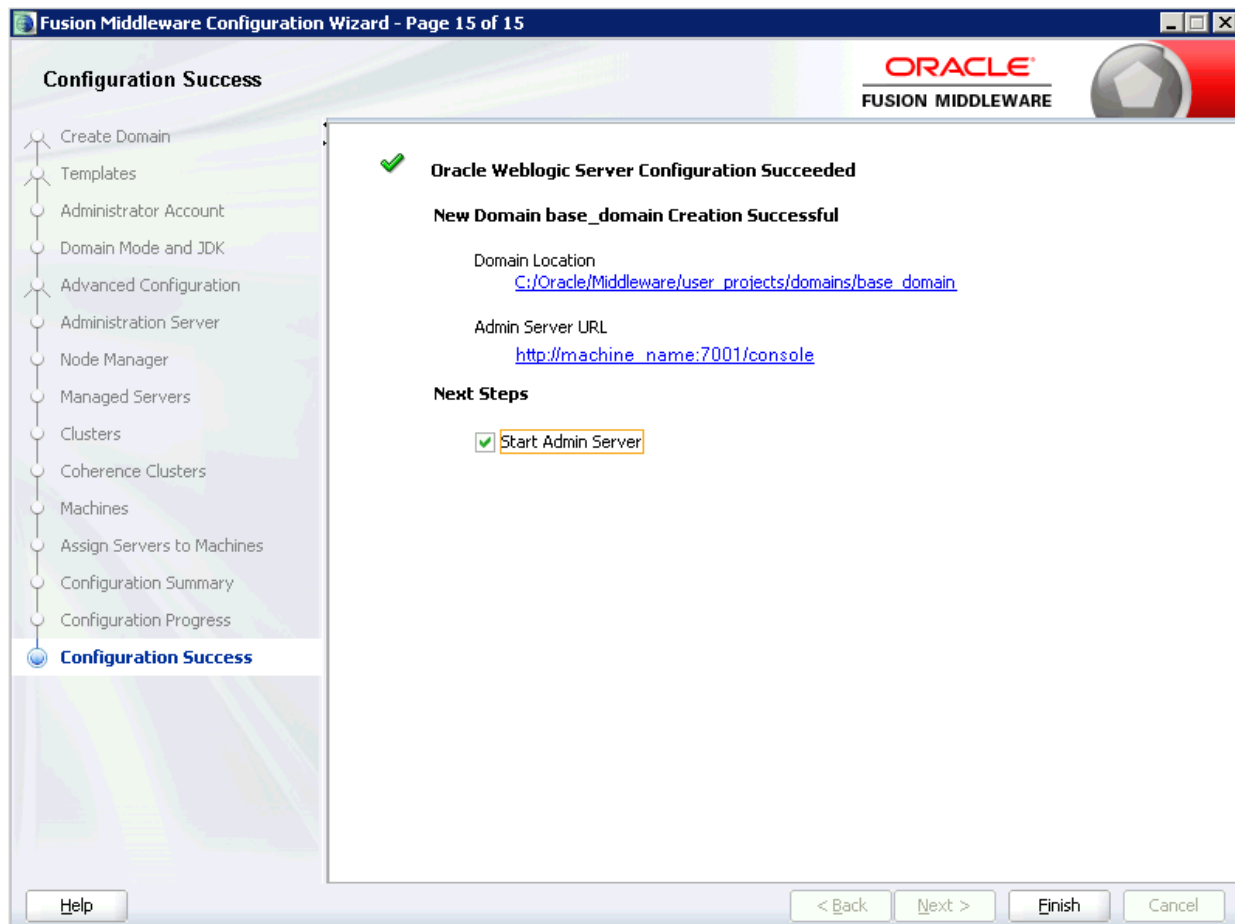 Fusion Middleware Configuration Wizard - Page 15 of 15
Configuration Success
ORACLE
FUSION MIDDLEWARE
Create Domain
Templates
Administrator Account
Domain Mode and JDK
Advanced Configuration
Administration Server
Node Manager
Managed Servers
Clusters
Coherence Clusters
Machines
Assign Servers to Machines
Configuration Summary
Configuration Progress
Configuration Success
Oracle Weblogic Server Configuration Succeeded
New Domain base_domain Creation Successful
Domain Location
C:/Oracle/Middleware/user_projects/domains/base_domain
Admin Server URL
http://machine_name:7001/console
Next Steps
Start Admin Server
Help
< Back
Next >
Finish
Cancel